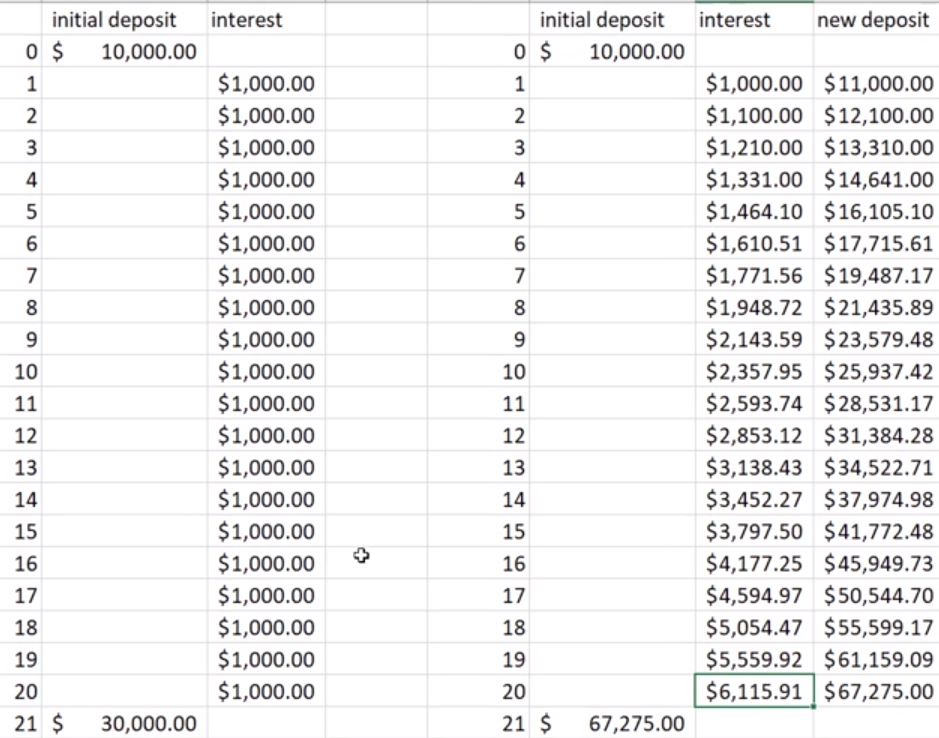 initial deposit interest initial deposit interest new deposit
0 $ 10,000.00 0 $ 10,000.00
1 $1,000.00 1 $1,000.00 $11,000.00
2 $1,000.00 2 $1,100.00 $12,100.00
3 $1,000.00 3 $1,210.00 $13,310.00
4 $1,000.00 4 $1,331.00 $14,641.00
5 $1,000.00 5 $1,464.10 $16,105.10
6 $1,000.00 6 $1,610.51 $17,715.61
7 $1,000.00 7 $1,771.56 $19,487.17
8 $1,000.00 8 $1,948.72 $21,435.89
9 $1,000.00 9 $2,143.59 $23,579.48
10 $1,000.00 10 $2,357.95 $25,937.42
11 $1,000.00 11 $2,593.74 $28,531.17
12 $1,000.00 12 $2,853.12 $31,384.28
13 $1,000.00 13 $3,138.43 $34,522.71
14 $1,000.00 14 $3,452.27 $37,974.98
15 $1,000.00 15 $3,797.50 $41,772.48
16 $1,000.00 16 $4,177.25 $45,949.73
17 $1,000.00 17 $4,594.97 $50,544.70
18 $1,000.00 18 $5,054.47 $55,599.17
19 $1,000.00 19 $5,559.92 $61,159.09
20 $1,000.00 20 $6,115.91 $67,275.00
21 $ 30,000.00 21 $ 67,275.00